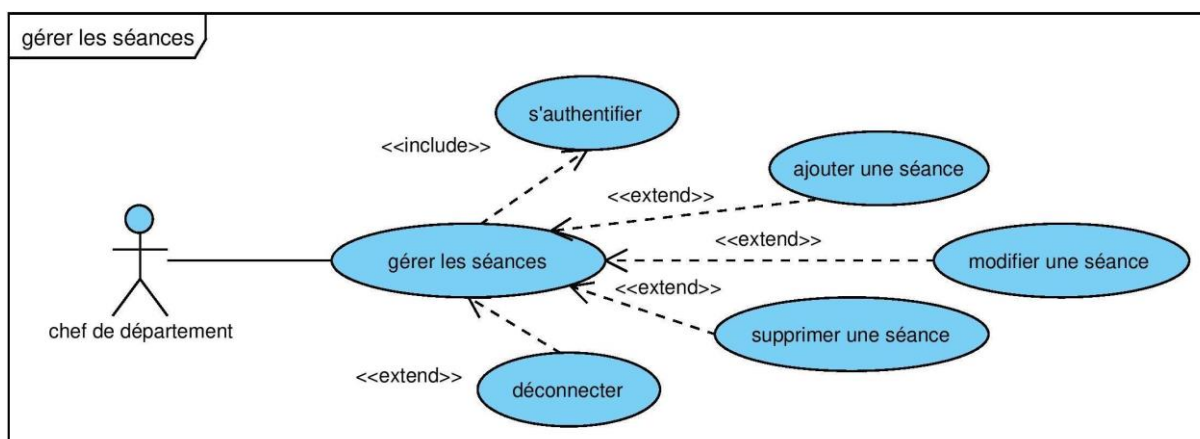 gérer les séances
s'authentifier
<<include>>
ajouter une séance
<<extend>>
<<extend>>
gérer les séances
modifier une séance
<<extend>>
chef de département
supprimer une séance
<<extend>>
déconnecter